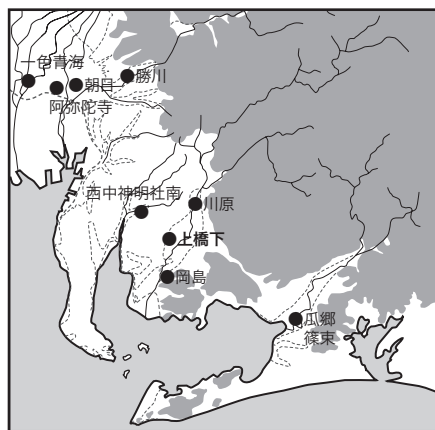 一色青海
勝川
朝日
阿弥陀寺
西中神明社南
川原
上橋下
岡島
瓜郷
篠束